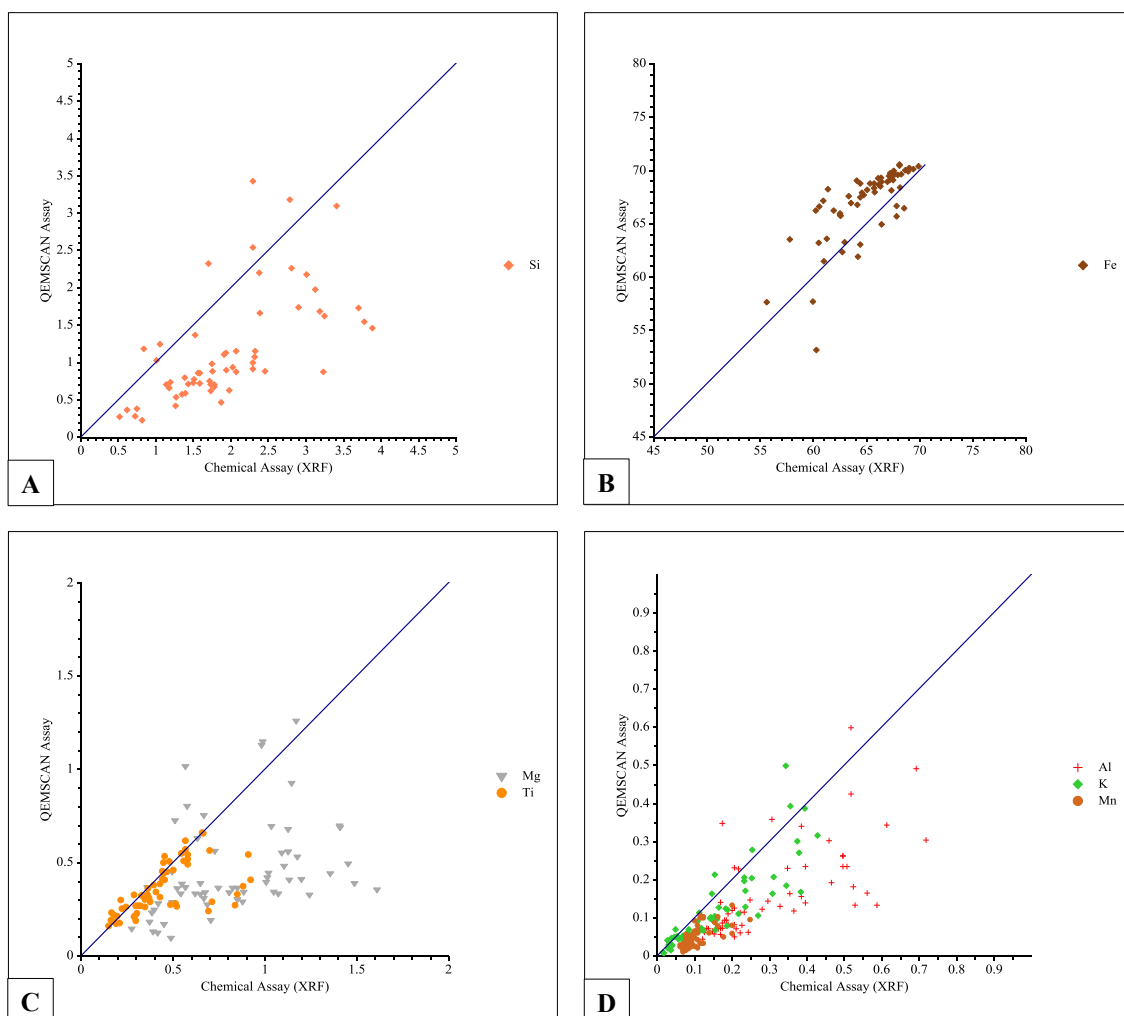 5
4.5
4
3.5
3
2.5
2
1.5
1
0.5
0
QEMSCAN Assay
0 0.5 1 1.5 2 2.5 3 3.5 4 4.5 5
Chemical Assay (XRF)
Si
A
80
75
70
65
60
55
50
45
QEMSCAN Assay
45 50 55 60 65 70 75 80
Chemical Assay (XRF)
Fe
B
2
1.5
1
0.5
0
QEMSCAN Assay
0 0.5 1 1.5 2
Chemical Assay (XRF)
Mg
Ti
C
0.9
0.8
0.7
0.6
0.5
0.4
0.3
0.2
0.1
0
QEMSCAN Assay
0 0.1 0.2 0.3 0.4 0.5 0.6 0.7 0.8 0.9
Chemical Assay (XRF)
Al
K
Mn
D